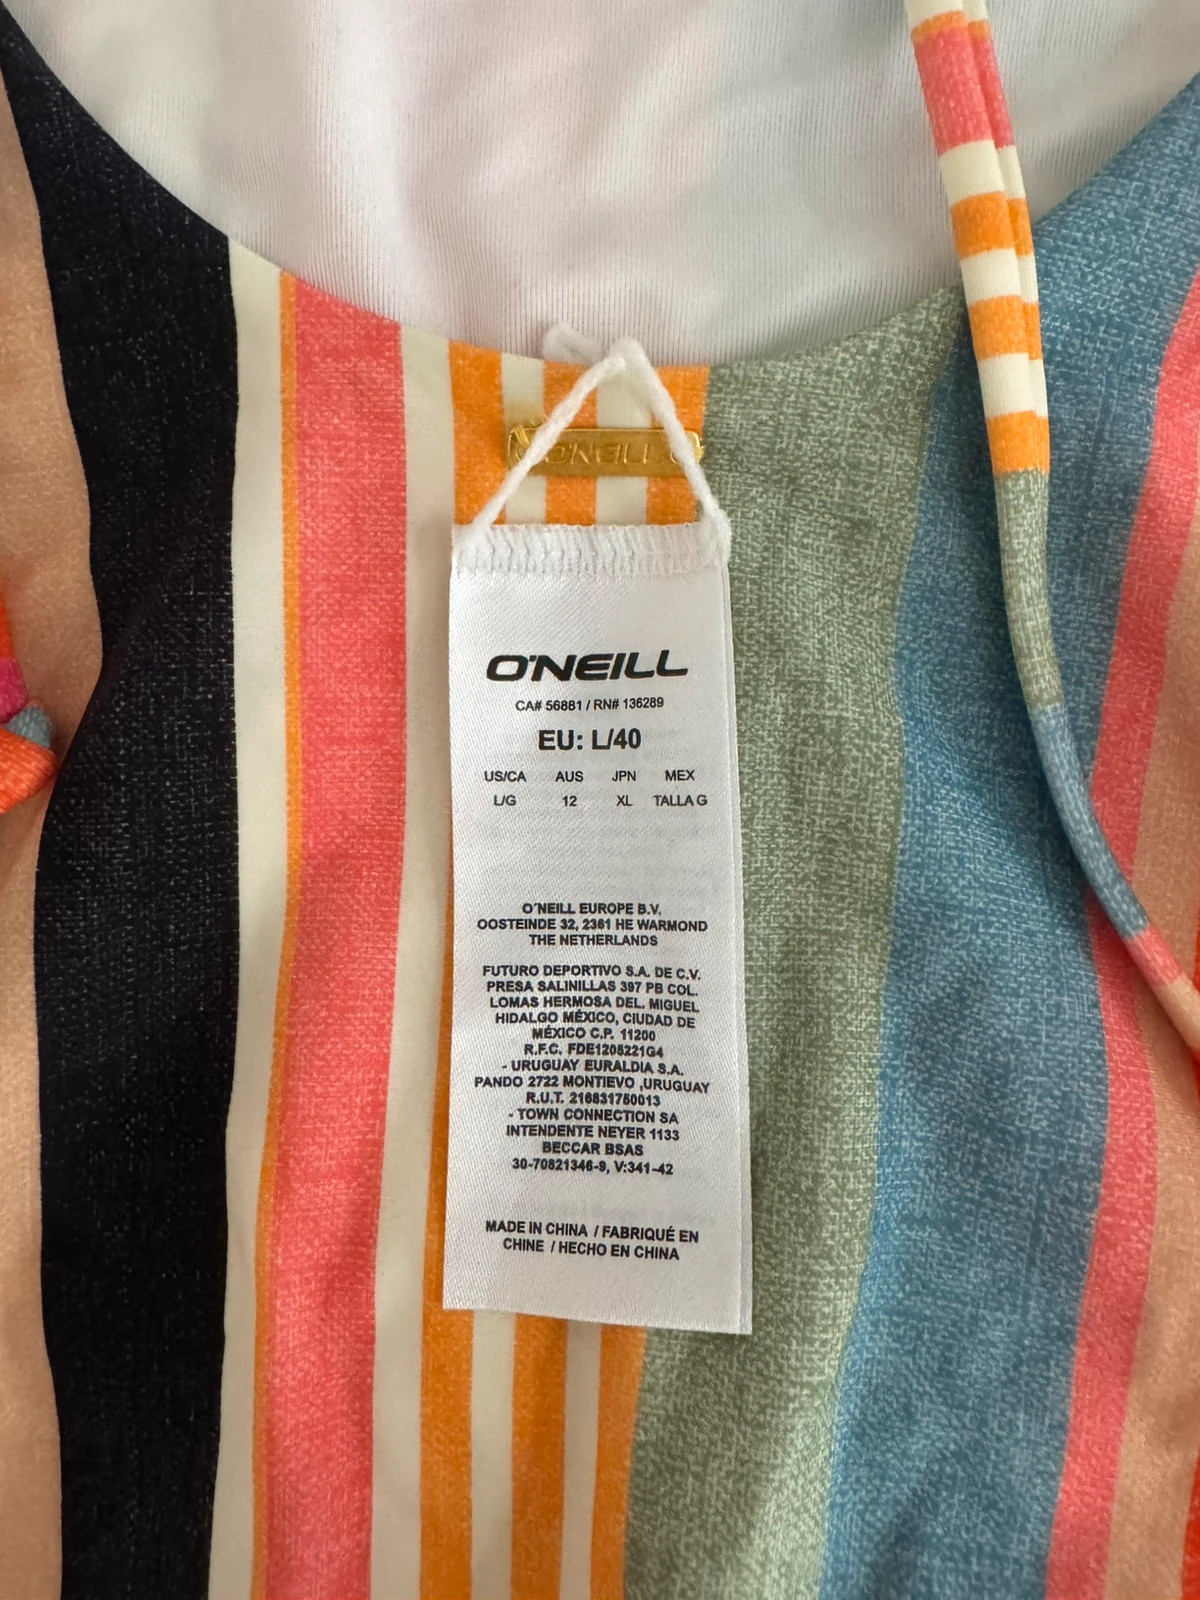 O'NEILL
O'NEILL
CA# 56881 / RN# 136289
EU: L/40
US/CA AUS JPN MEX
L/G 12 XL TALLA G
O'NEILL EUROPE B.V.
OOSTEINDE 32, 2361 HE WARMOND
THE NETHERLANDS
FUTURO DEPORTIVO S.A. DE C.V.
PRESA SALINILLAS 397 PB COL.
LOMAS HERMOSA DEL. MIGUEL
HIDALGO MÉXICO, CIUDAD DE
MÉXICO C.P. 11200
R.F.C. FDE1205221G4
- URUGUAY EURALDIA S.A.
PANDO 2722 MONTIEVO ,URUGUAY
R.U.T. 216831750013
- TOWN CONNECTION SA
INTENDENTE NEYER 1133
BECCAR BSAS
30-70821346-9, V:341-42
MADE IN CHINA / FABRIQUÉ EN
CHINE / HECHO EN CHINA